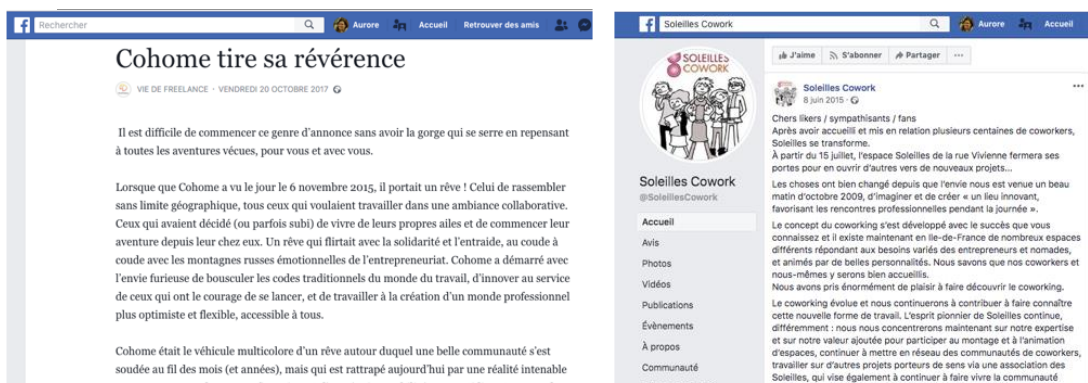 Rechercher
Aurore
Accueil
Retrouver des amis
Cohome tire sa révérence
VIE DE FREELANCE · VENDREDI 20 OCTOBRE 2017
Il est difficile de commencer ce genre d'annonce sans avoir la gorge qui se serre en repensant
à toutes les aventures vécues, pour vous et avec vous.
Lorsque que Cohome a vu le jour le 6 novembre 2015, il portait un rêve ! Celui de rassembler
sans limite géographique, tous ceux qui voulaient travailler dans une ambiance collaborative.
Ceux qui avaient décidé (ou parfois subi) de vivre de leurs propres ailes et de commencer leur
aventure depuis leur chez eux. Un rêve qui flirtait avec la solidarité et l'entraide, au coude à
coude avec les montagnes russes émotionnelles de l'entrepreneuriat. Cohome a démarré avec
l'envie furieuse de bousculer les codes traditionnels du monde du travail, d'innover au service
de ceux qui ont le courage de se lancer, et de travailler à la création d'un monde professionnel
plus optimiste et flexible, accessible à tous.
Cohome était le véhicule multicolore d'un rêve autour duquel une belle communauté s'est
soudée au fil des mois (et années), mais qui est rattrapé aujourd'hui par une réalité intenable
Soleilles Cowork
Aurore
Accueil
SOLEILLES
COWORK
Soleilles Cowork
@SoleillesCowork
Accueil
Avis
Photos
Vidéos
Publications
Évènements
À propos
Communauté
J'aime
S'abonner
Partager
...
Soleilles Cowork
8 juin 2015 ·
Chers likers / sympathisants / fans
Après avoir accueilli et mis en relation plusieurs centaines de coworkers,
Soleilles se transforme.
À partir du 15 juillet, l'espace Soleilles de la rue Vivienne fermera ses
portes pour en ouvrir d'autres vers de nouveaux projets...
Les choses ont bien changé depuis que l'envie nous est venue un beau
matin d'octobre 2009, d'imaginer et de créer « un lieu innovant,
favorisant les rencontres professionnelles pendant la journée ».
Le concept du coworking s'est développé avec le succès que vous
connaissez et il existe maintenant en Ile-de-France de nombreux espaces
différents répondant aux besoins variés des entrepreneurs et nomades,
et animés par de belles personnalités. Nous savons que nos coworkers et
nous-mêmes y serons bien accueillis.
Nous avons pris énormément de plaisir à faire découvrir le coworking.
Le coworking évolue et nous continuerons à contribuer à faire connaître
cette nouvelle forme de travail. L'esprit pionnier de Soleilles continue,
différemment : nous nous concentrerons maintenant sur notre expertise
et sur notre valeur ajoutée pour participer au montage et à l'animation
d'espaces, continuer à mettre en réseau des communautés de coworkers,
travailler sur d'autres projets porteurs de sens via une association des
Soleilles, qui vise également à continuer à faire vivre la communauté